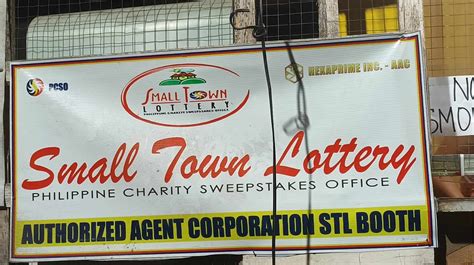 PCSO
HEXAPRIME INC. - AAC
SMALL TOWN
LOTTERY
PHILIPPINE CHARITY SWEEPSTAKES OFFICE
NO
SMO
Small Town Lottery
PHILIPPINE CHARITY SWEEPSTAKES OFFICE
AUTHORIZED AGENT CORPORATION STL BOOTH